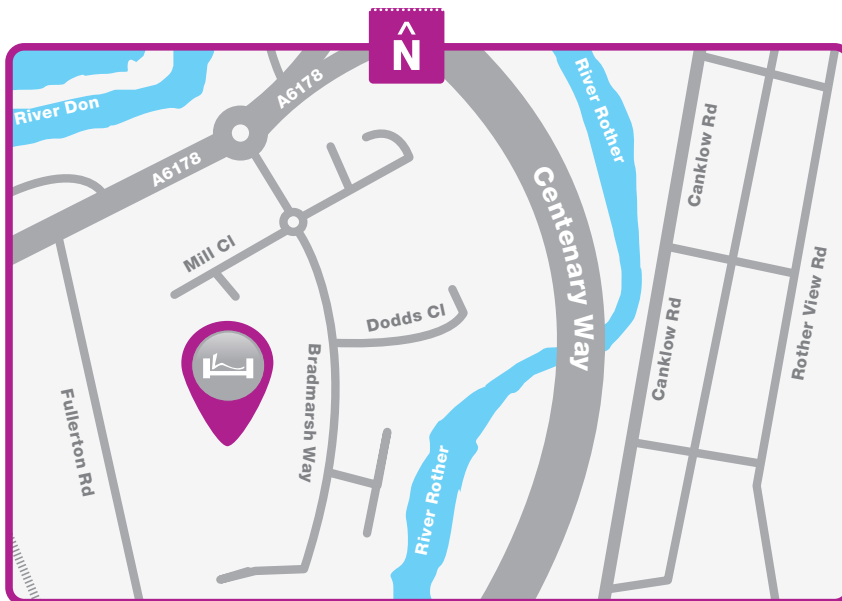 N
River Don
A6178
A6178
River Rother
Canklow Rd
Centenary Way
Mill Cl
Dodds Cl
Rother View Rd
Canklow Rd
Bradmarsh Way
Fullerton Rd
River Rother